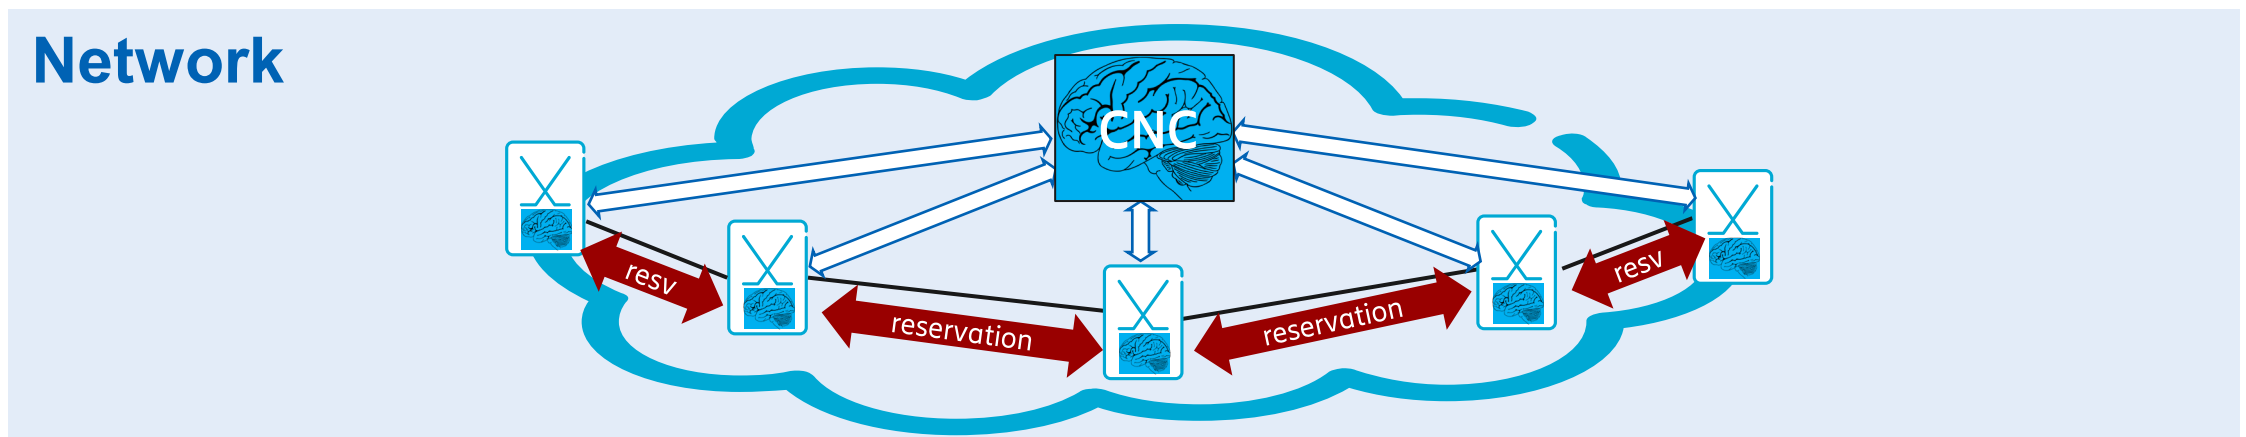 Network
CNC
resv
reservation
reservation
resv